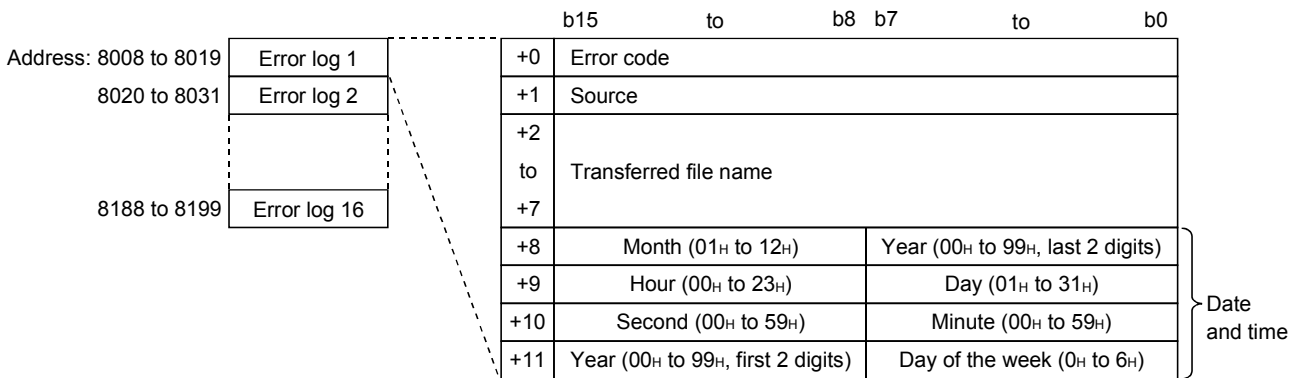 b15 to b8 b7 to b0
Address: 8008 to 8019 Error log 1
8020 to 8031 Error log 2
8188 to 8199 Error log 16
+0 Error code
+1 Source
+2
to Transferred file name
+7
+8 Month (01H to 12H) Year (00H to 99H, last 2 digits)
+9 Hour (00H to 23H) Day (01H to 31H)
+10 Second (00H to 59H) Minute (00H to 59H)
+11 Year (00H to 99H, first 2 digits) Day of the week (0H to 6H)
Date
and time